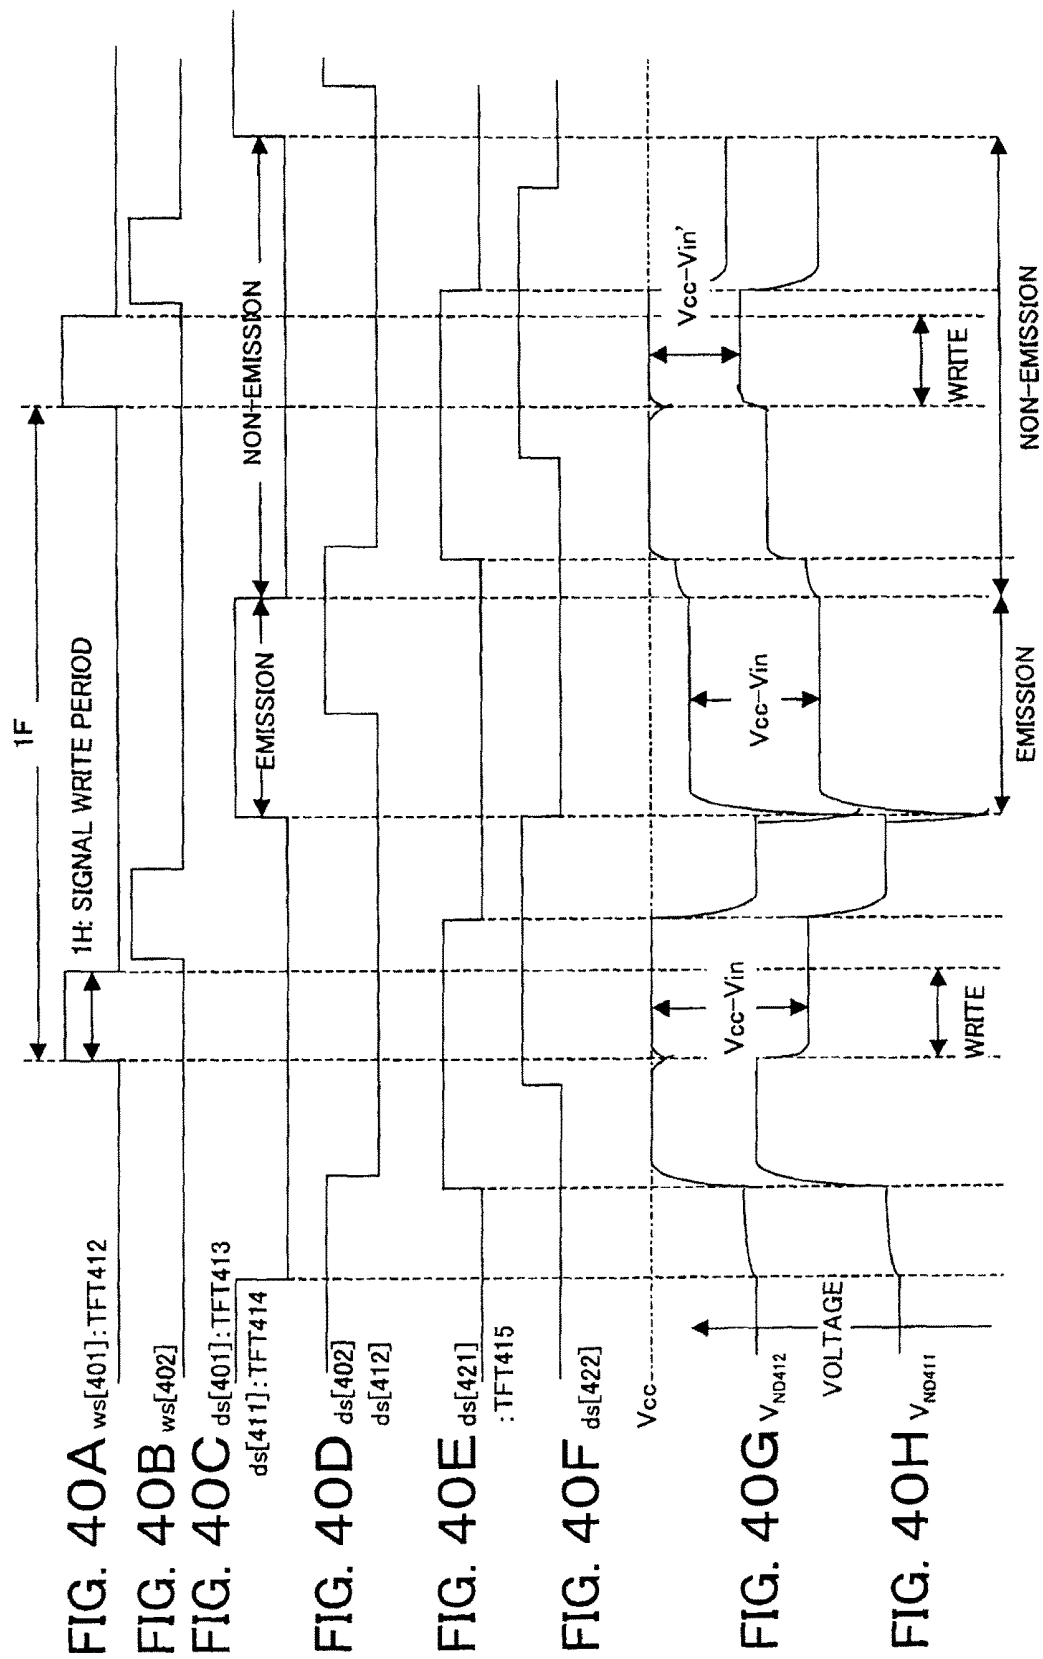 FIG. 40A ws[401]:TFT412
FIG. 40B ws[402]
FIG. 40C ds[401]:TFT413
ds[411]:TFT414
FIG. 40D ds[402]
ds[412]
FIG. 40E ds[421]
:TFT415
FIG. 40F ds[422]
Vcc
FIG. 40G VND412
VOLTAGE
FIG. 40H VND411
1F
1H: SIGNAL WRITE PERIOD
EMISSION
NON-EMISSION
Vcc-Vin
Vcc-Vin
Vcc-Vin'
WRITE
WRITE
EMISSION
NON-EMISSION